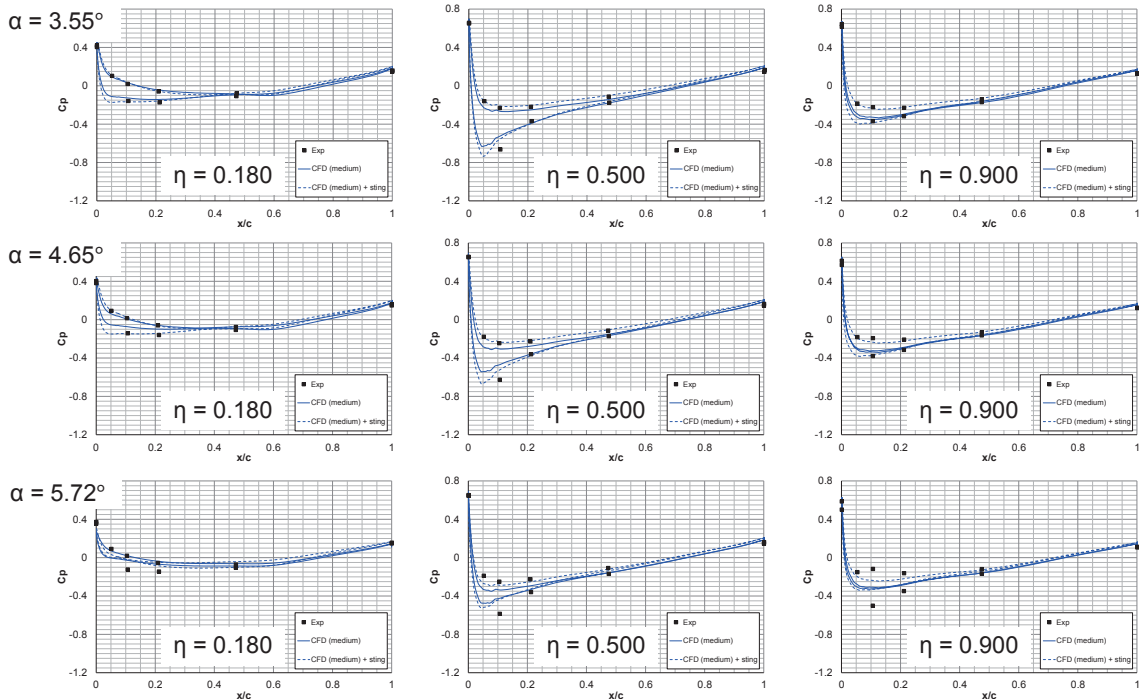 α = 3.55°
0.4
0
-0.4
-0.8
-1.2
Cp
0 0.2 0.4 0.6 0.8 1
x/c
η = 0.180
Exp
CFD (medium)
CFD (medium) + sting
0.8
0.4
0
-0.4
-0.8
-1.2
Cp
0 0.2 0.4 0.6 0.8 1
x/c
η = 0.500
Exp
CFD (medium)
CFD (medium) + sting
0.8
0.4
0
-0.4
-0.8
-1.2
Cp
0 0.2 0.4 0.6 0.8 1
x/c
η = 0.900
Exp
CFD (medium)
CFD (medium) + sting
α = 4.65°
0.4
0
-0.4
-0.8
-1.2
Cp
0 0.2 0.4 0.6 0.8 1
x/c
η = 0.180
Exp
CFD (medium)
CFD (medium) + sting
0.8
0.4
0
-0.4
-0.8
-1.2
Cp
0 0.2 0.4 0.6 0.8 1
x/c
η = 0.500
Exp
CFD (medium)
CFD (medium) + sting
0.8
0.4
0
-0.4
-0.8
-1.2
Cp
0 0.2 0.4 0.6 0.8 1
x/c
η = 0.900
Exp
CFD (medium)
CFD (medium) + sting
α = 5.72°
0.4
0
-0.4
-0.8
-1.2
Cp
0 0.2 0.4 0.6 0.8 1
x/c
η = 0.180
Exp
CFD (medium)
CFD (medium) + sting
0.8
0.4
0
-0.4
-0.8
-1.2
Cp
0 0.2 0.4 0.6 0.8 1
x/c
η = 0.500
Exp
CFD (medium)
CFD (medium) + sting
0.8
0.4
0
-0.4
-0.8
-1.2
Cp
0 0.2 0.4 0.6 0.8 1
x/c
η = 0.900
Exp
CFD (medium)
CFD (medium) + sting